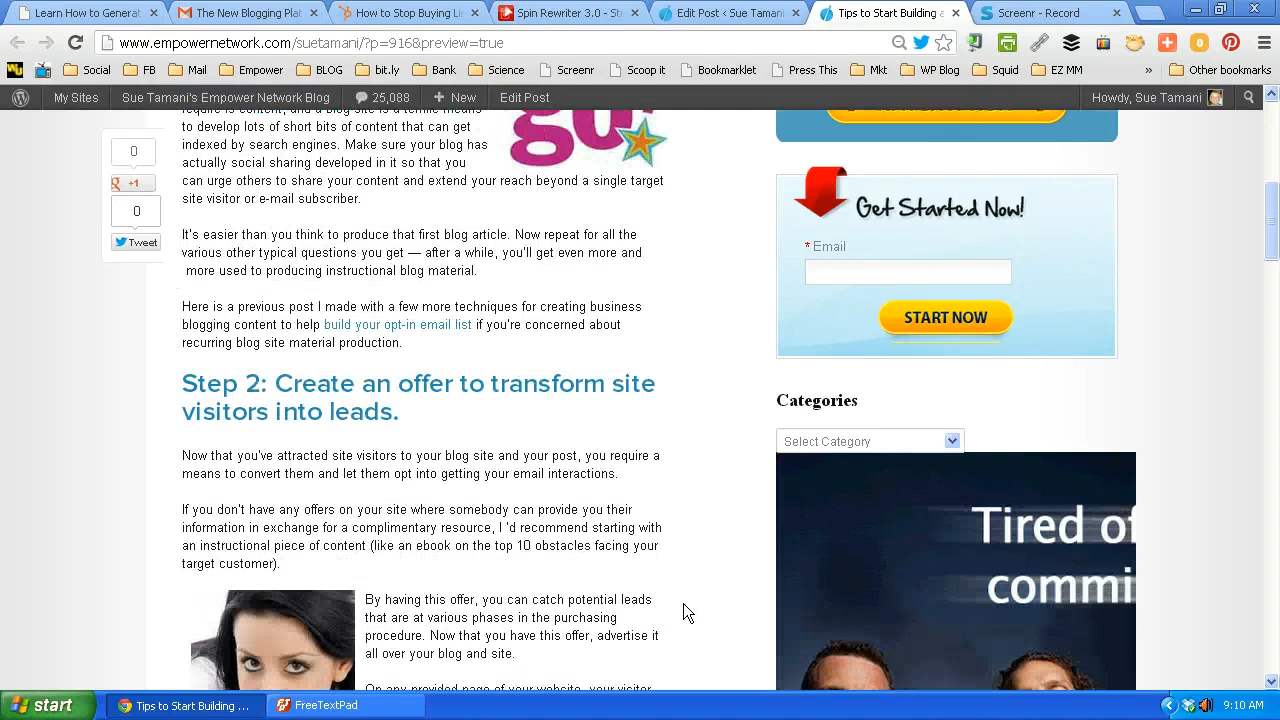 Learn How to Generat
The New Blogging Plat
How to Stop Buying Li
Spin Rewriter 3.0 - St
Edit Post ‹ Sue Tamani
Tips to Start Building a
Screenr - Record
www.empowernetwork.com/suetamani/?p=916&preview=true
Social
FB
Mail
Empower
BLOG
bit.ly
Bank
Science
Screenr
Scoop it
Bookmarklet
Press This
Mkt
WP Blog
Squid
EZ MM
»
Other bookmarks
My Sites
Sue Tamani's Empower Network Blog
25,088
+ New
Edit Post
Howdy, Sue Tamani
to develop lots of short bits of content that can get
indexed by search engines. Make sure your blog has
actually social sharing developed in it so that you
can urge others to share your content and extend your reach beyond a single target
site visitor or e-mail subscriber.
go!
0
+1
0
Tweet
It's easier than you think to produce that first blog article. Now repeat for all the
various other typical questions you get — after a while, you'll get even more and
more used to producing instructional blog material.
Here is a previous post I made with a few more techniques for creating business
blogging content to help build your opt-in email list if you're concerned about
recurring blog site material production.
Step 2: Create an offer to transform site
visitors into leads.
Now that you've attracted site visitors to your blog site and your post, you require a
means to convert them and let them opt into getting your email interactions.
If you don't have any offers on your site where somebody can provide you their
information in exchange for a complimentary resource, I 'd recommend starting with
an instructional piece of content (like an ebook on the top 10 obstacles facing your
target customer).
By having this offer, you can catch potential leads
that are at various phases in the purchasing
procedure. Now that you have this offer, advertise it
all over your blog and site.
On any provided page of your website, your visitor
Get Started Now!
* Email
START NOW
Categories
Select Category
Tired of
commi
start
Tips to Start Building ...
FreeTextPad
9:10 AM